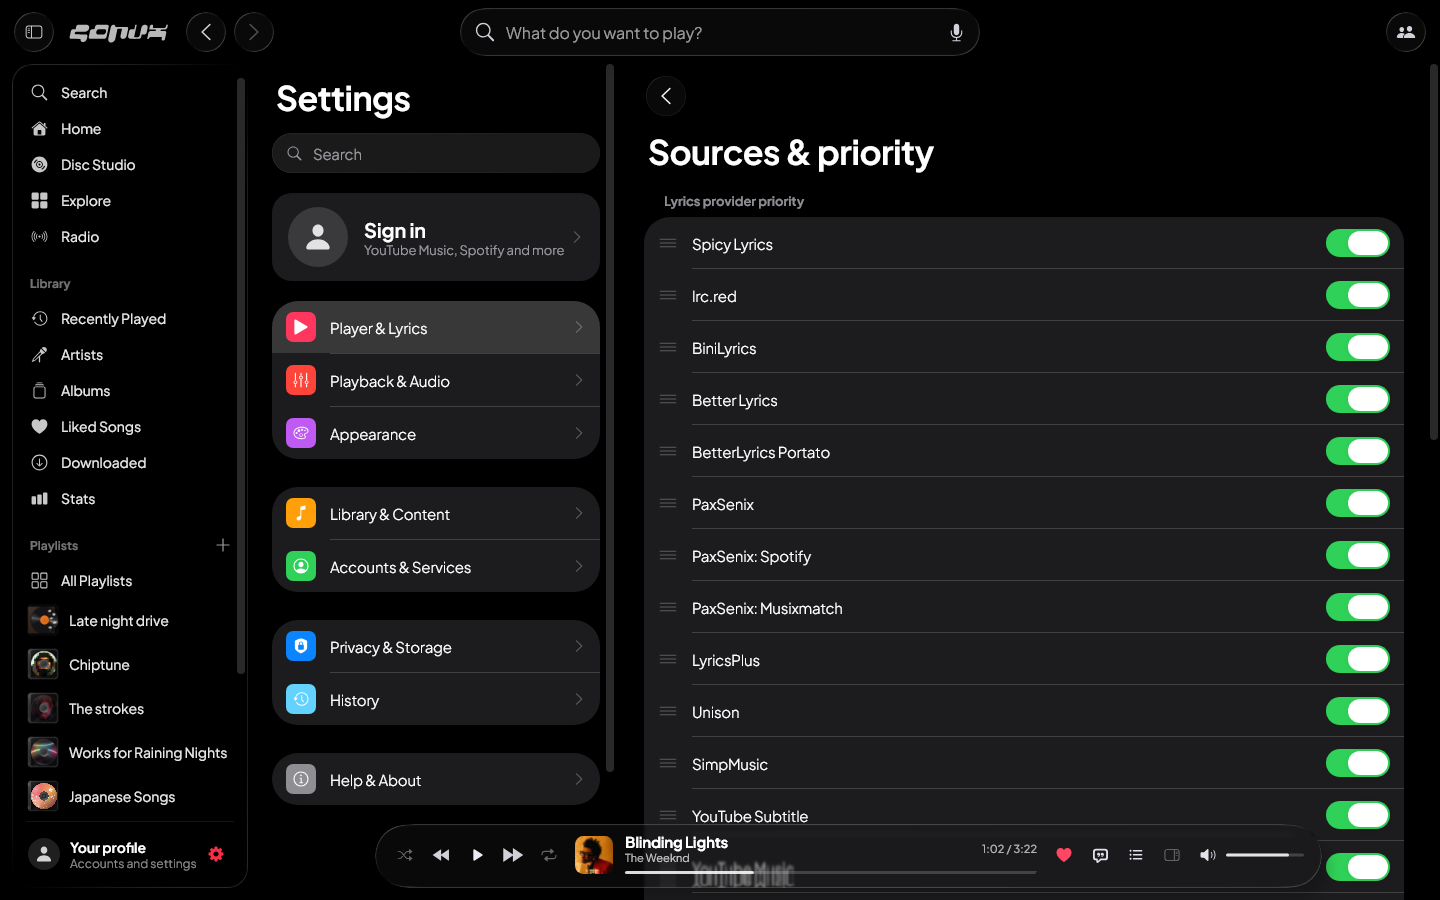 What do you want to play?
Search
Home
Disc Studio
Explore
Radio
Library
Recently Played
Artists
Albums
Liked Songs
Downloaded
Stats
Playlists
All Playlists
Late night drive
Chiptune
The strokes
Works for Raining Nights
Japanese Songs
Your profile
Accounts and settings
Settings
Search
Sign in
YouTube Music, Spotify and more
Player & Lyrics
Playback & Audio
Appearance
Library & Content
Accounts & Services
Privacy & Storage
History
Help & About
Sources & priority
Lyrics provider priority
Spicy Lyrics
lrc.red
BiniLyrics
Better Lyrics
BetterLyrics Portato
PaxSenix
PaxSenix: Spotify
PaxSenix: Musixmatch
LyricsPlus
Unison
SimpMusic
YouTube Subtitle
YouTube Music
Blinding Lights
The Weeknd
1:02 / 3:22